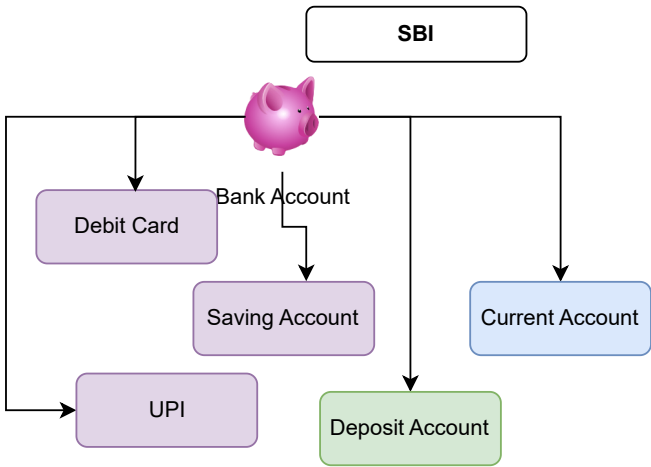 SBI
Bank Account
Debit Card
Saving Account
Current Account
UPI
Deposit Account